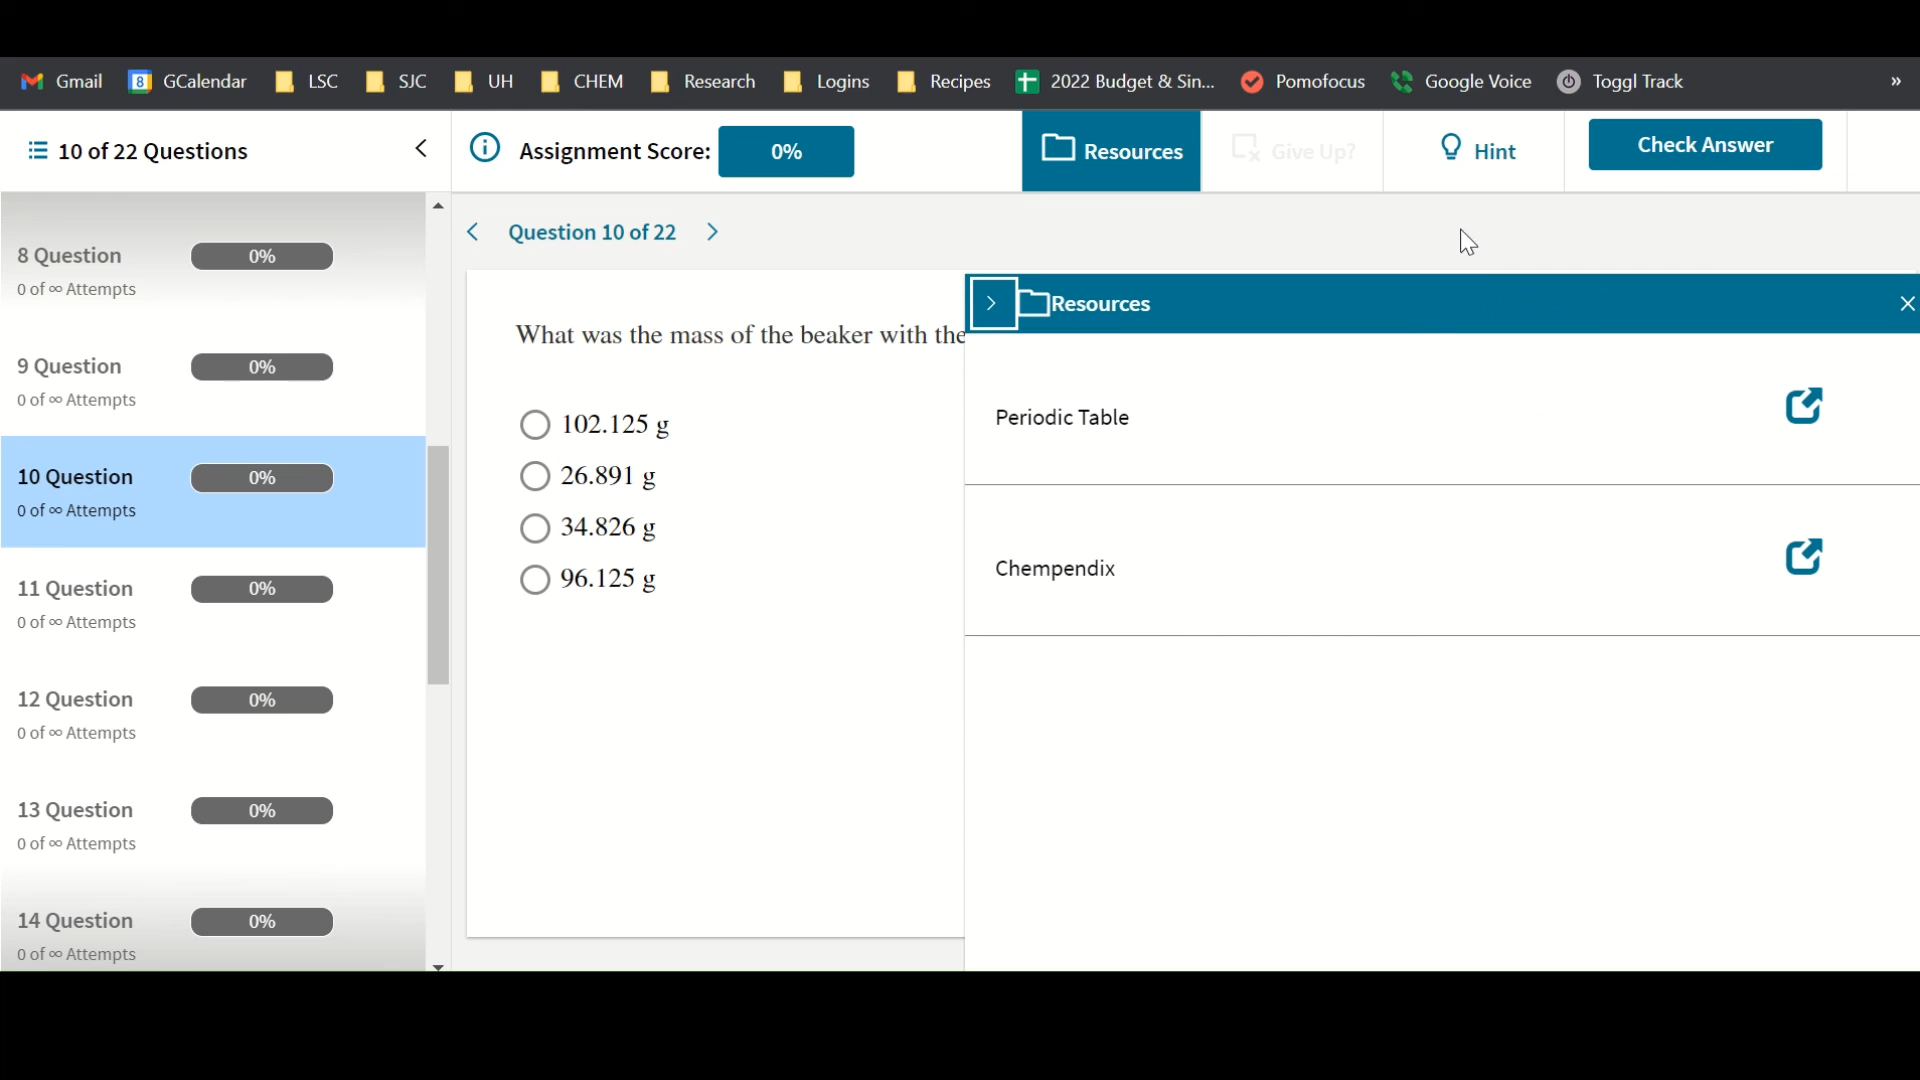 Gmail GCalendar LSC SJC UH CHEM Research Logins Recipes 2022 Budget & Sin... Pomofocus Google Voice Toggl Track »
10 of 22 Questions
Assignment Score: 0%
Resources
Give Up?
Hint
Check Answer
8 Question 0%
0 of ∞ Attempts
9 Question 0%
0 of ∞ Attempts
10 Question 0%
0 of ∞ Attempts
11 Question 0%
0 of ∞ Attempts
12 Question 0%
0 of ∞ Attempts
13 Question 0%
0 of ∞ Attempts
14 Question 0%
0 of ∞ Attempts
Question 10 of 22
What was the mass of the beaker with the
102.125 g
26.891 g
34.826 g
96.125 g
Resources
Periodic Table
Chempendix